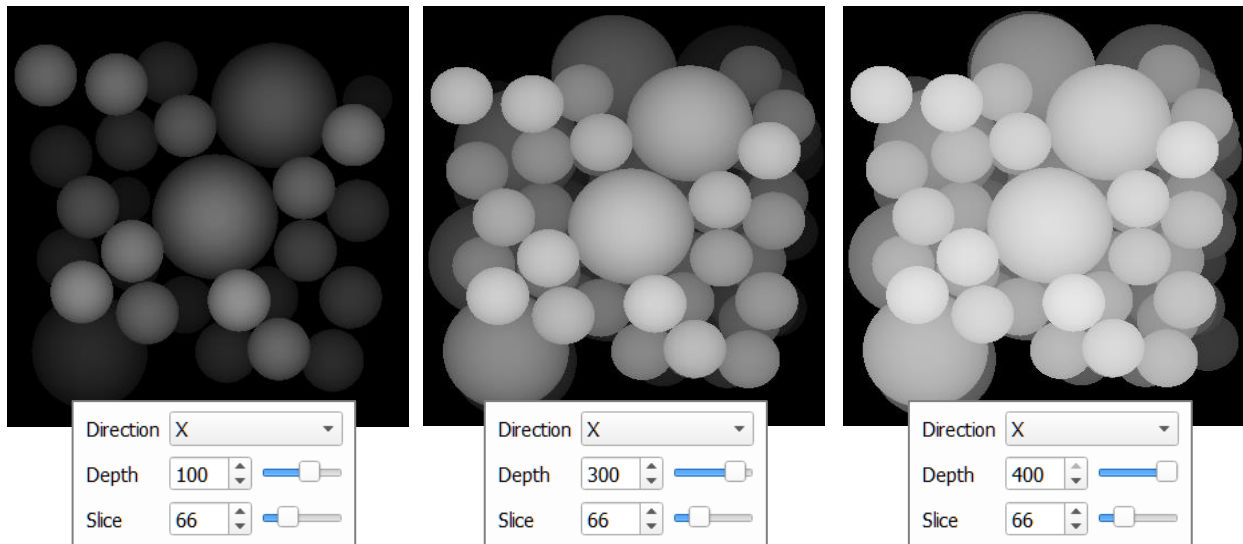 Direction X
Depth 100
Slice 66
Direction X
Depth 300
Slice 66
Direction X
Depth 400
Slice 66